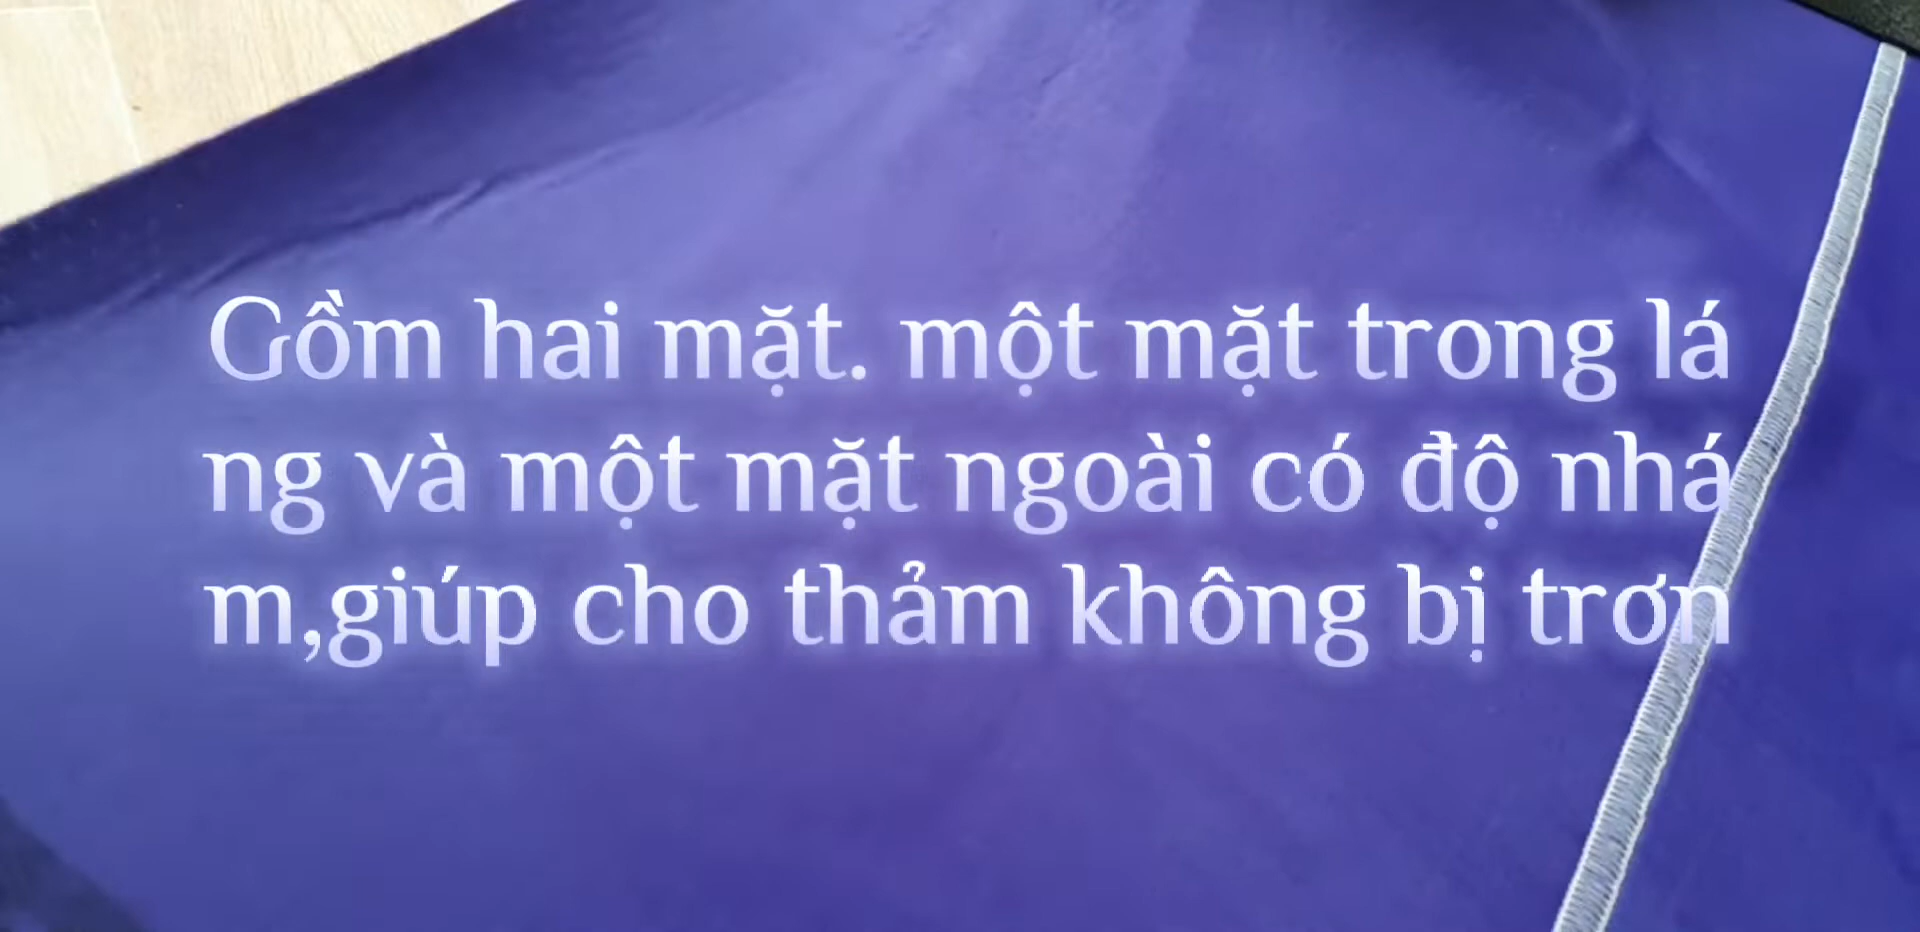 Gồm hai mặt. một mặt trong lá
ng và một mặt ngoài có độ nhá
m,giúp cho thảm không bị trơn